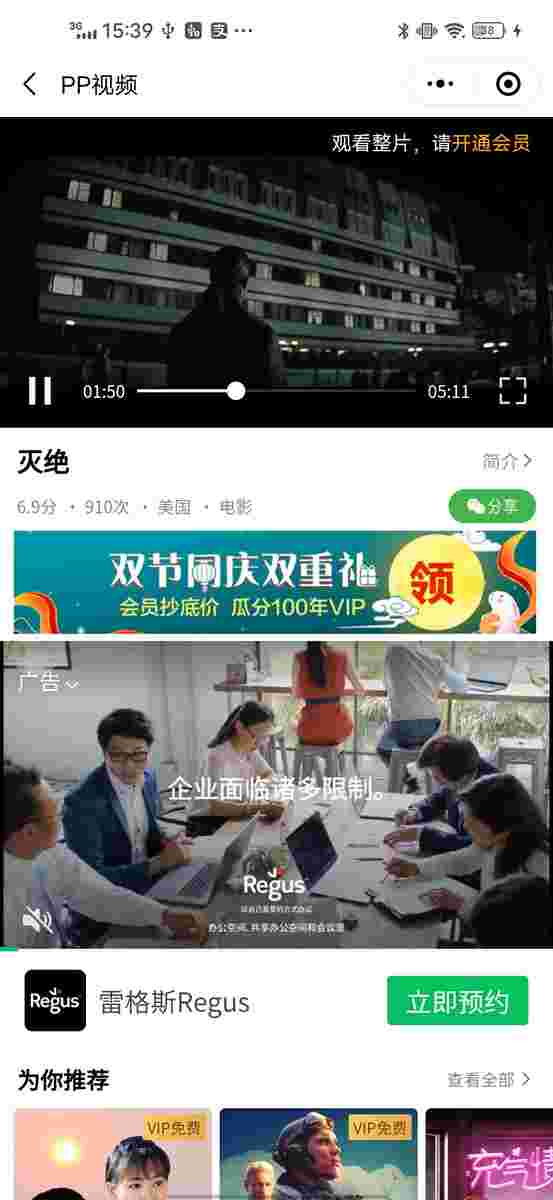 3G 15:39
PP视频
观看整片，请开通会员
01:50
05:11
灭绝
简介
6.9分 · 910次 · 美国 · 电影
分享
双节同庆双重礼
会员抄底价 瓜分100年VIP
领
广告
企业面临诸多限制。
Regus
办公空间, 共享办公空间和会议室
Regus
雷格斯Regus
立即预约
为你推荐
查看全部
VIP免费
VIP免费